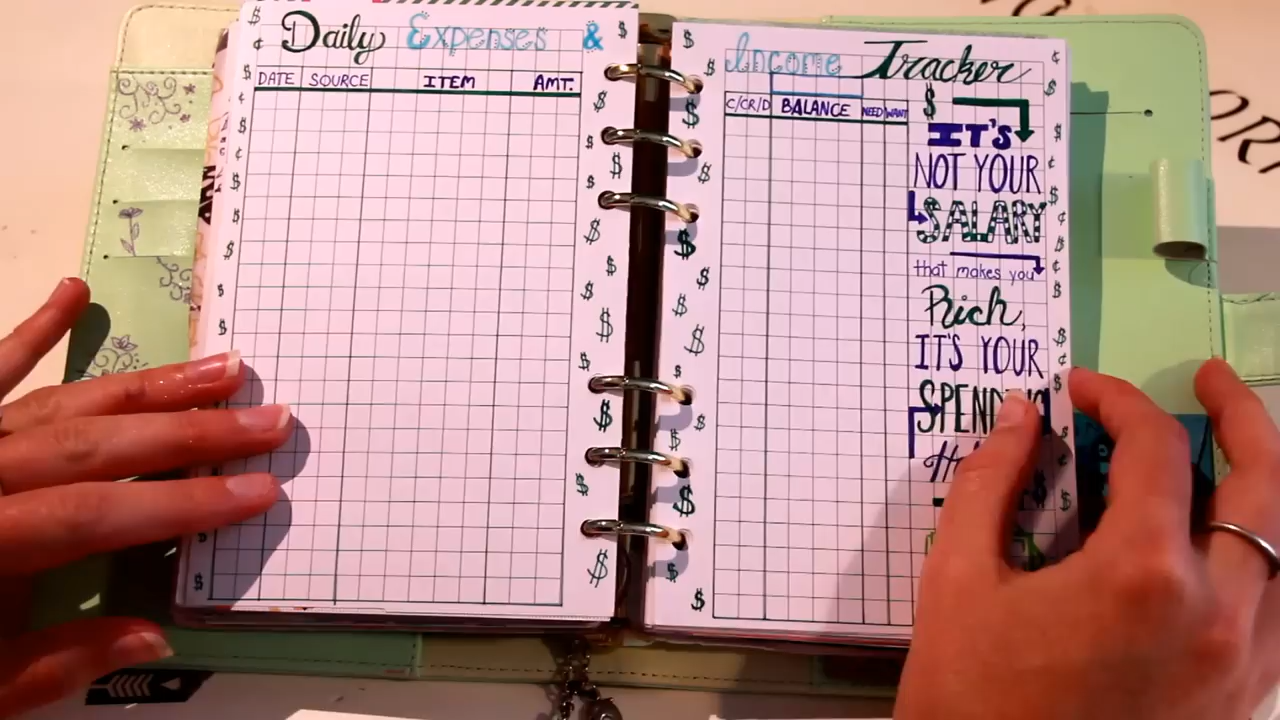 Daily Expenses &
DATE SOURCE ITEM AMT.
Income Tracker
C/CR/D BALANCE NEED WANT
$
IT'S
NOT YOUR
SALARY
that makes you
Rich,
IT'S YOUR